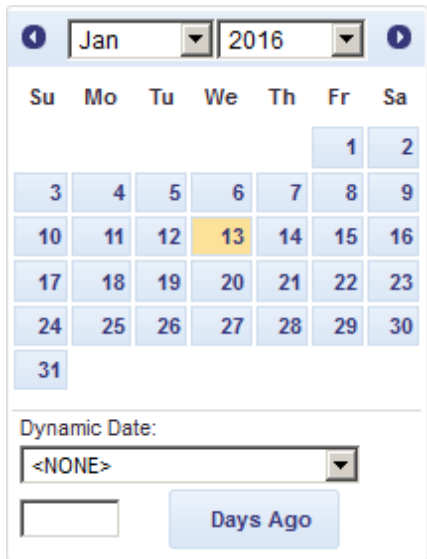 Jan 2016
Su Mo Tu We Th Fr Sa
1 2
3 4 5 6 7 8 9
10 11 12 13 14 15 16
17 18 19 20 21 22 23
24 25 26 27 28 29 30
31
Dynamic Date:
<NONE>
Days Ago